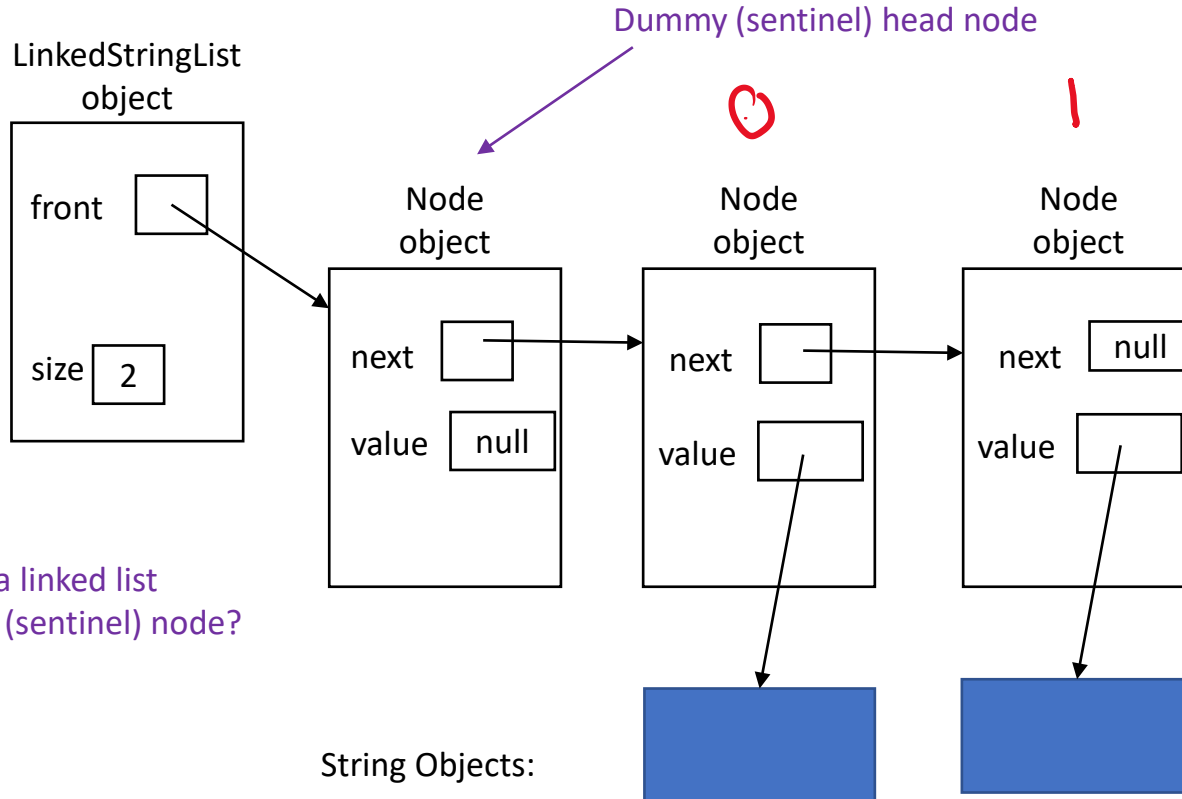 Dummy (sentinel) head node
LinkedStringList
object
0
1
front
size
2
Node
object
next
value
null
Node
object
next
value
Node
object
next
null
value
a linked list
(sentinel) node?
String Objects: